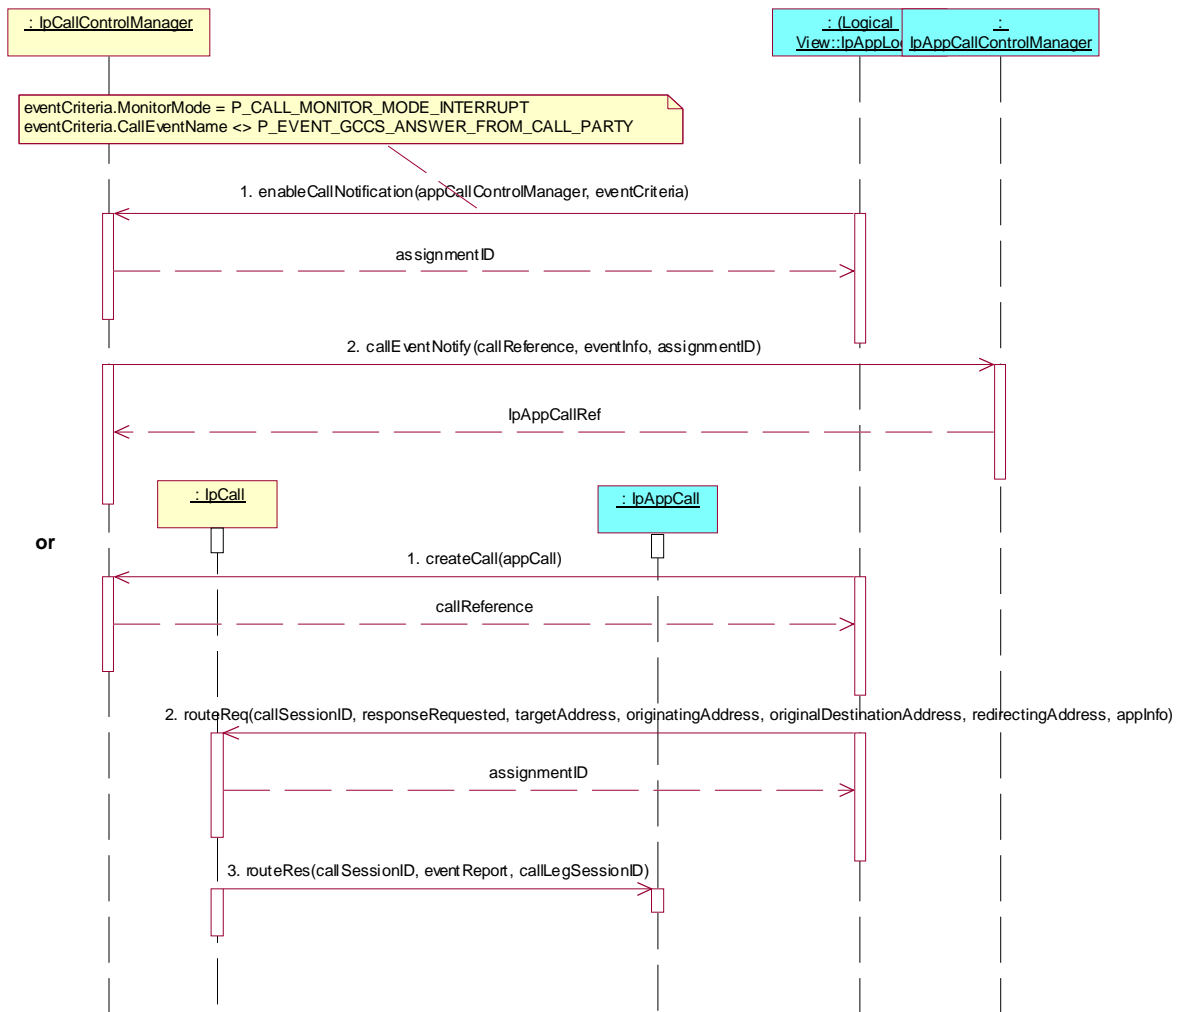 : IpCallControlManager
: (Logical
View::IpAppLo
:
IpAppCallControlManager
eventCriteria.MonitorMode = P_CALL_MONITOR_MODE_INTERRUPT
eventCriteria.CallEventName <> P_EVENT_GCCS_ANSWER_FROM_CALL_PARTY
1. enableCallNotification(appCallControlManager, eventCriteria)
assignmentID
2. callEventNotify(callReference, eventInfo, assignmentID)
IpAppCallRef
: IpCall
: IpAppCall
or
1. createCall(appCall)
callReference
2. routeReq(callSessionID, responseRequested, targetAddress, originatingAddress, originalDestinationAddress, redirectingAddress, appInfo)
assignmentID
3. routeRes(callSessionID, eventReport, callLegSessionID)